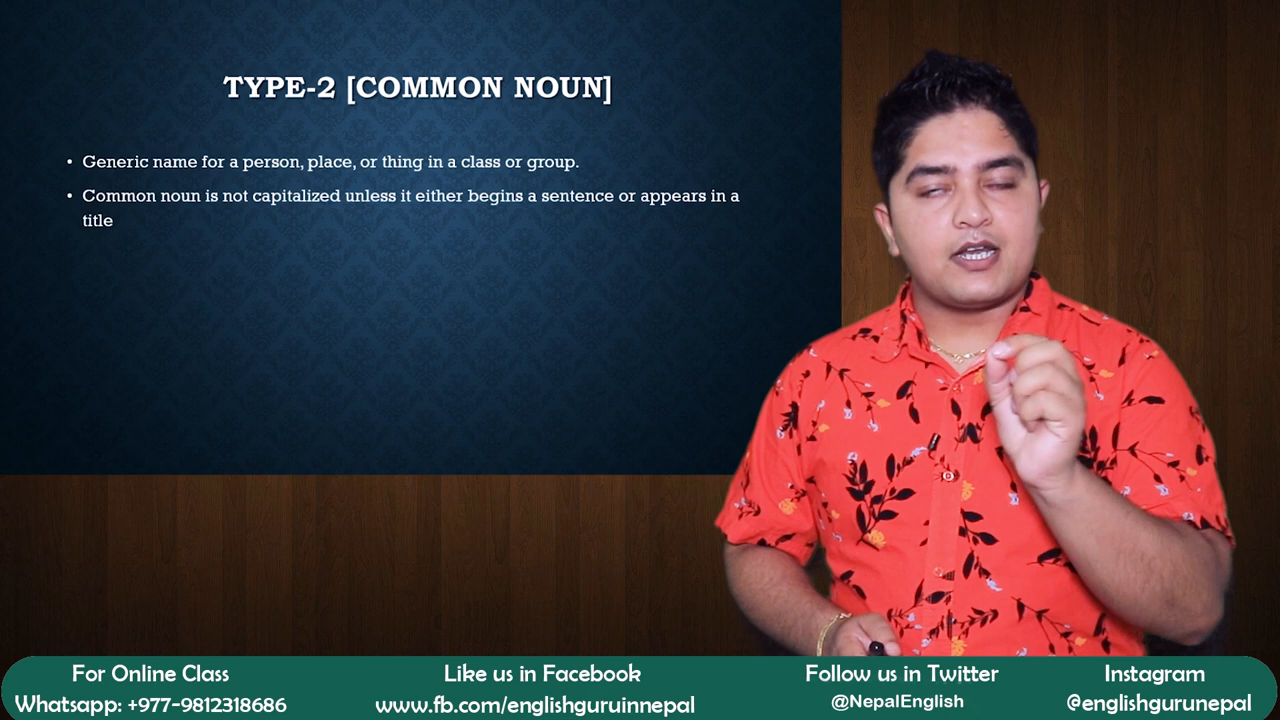 TYPE-2 [COMMON NOUN]
• Generic name for a person, place, or thing in a class or group.
• Common noun is not capitalized unless it either begins a sentence or appears in a
title
For Online Class
Whatsapp: +977-9812318686
Like us in Facebook
www.fb.com/englishguruinnepal
Follow us in Twitter
@NepalEnglish
Instagram
@englishgurunepal